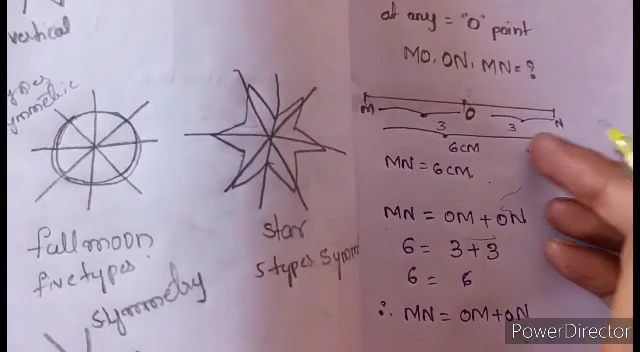 vertical
symmetric
full moon
five types
symmetry
star
5 types Symm
at any = "O" point
MO, ON, MN = ?
M
O
N
3
3
6CM
MN = 6CM.
MN = OM + ON
6 = 3 + 3
6 = 6
∴ MN = OM + ON
PowerDirector